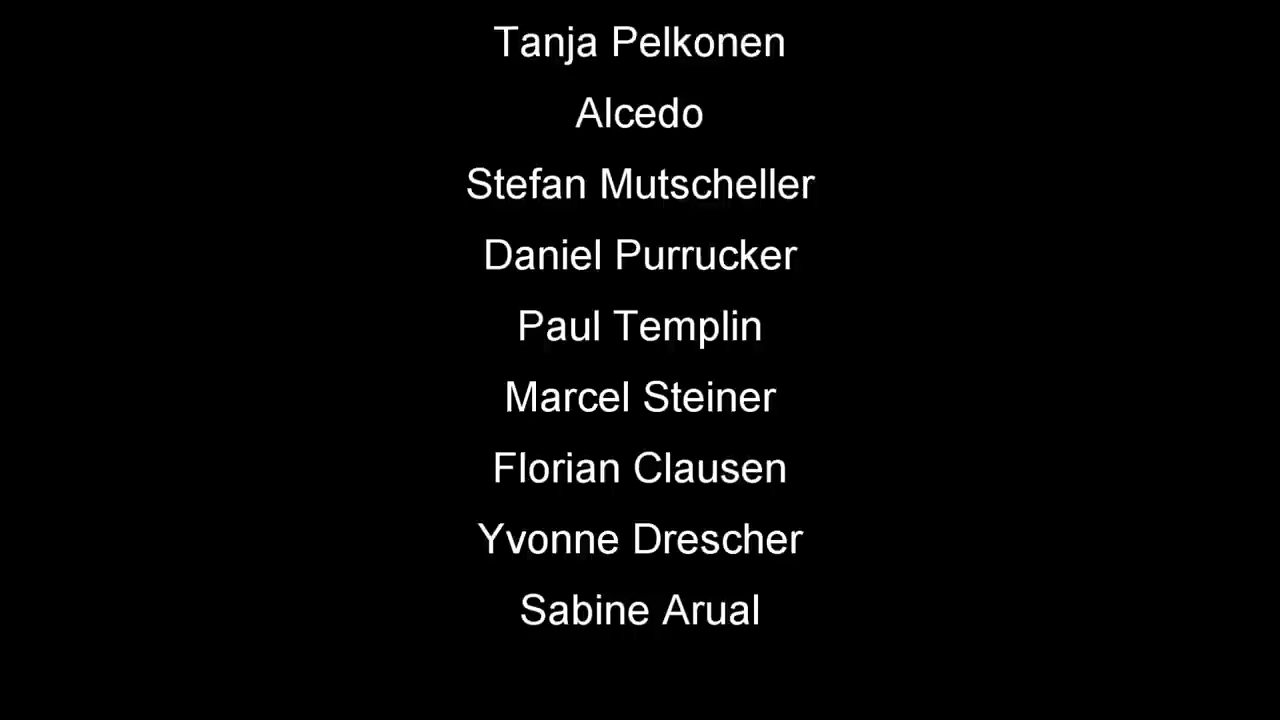 Tanja Pelkonen
Alcedo
Stefan Mutscheller
Daniel Purrucker
Paul Templin
Marcel Steiner
Florian Clausen
Yvonne Drescher
Sabine Arual